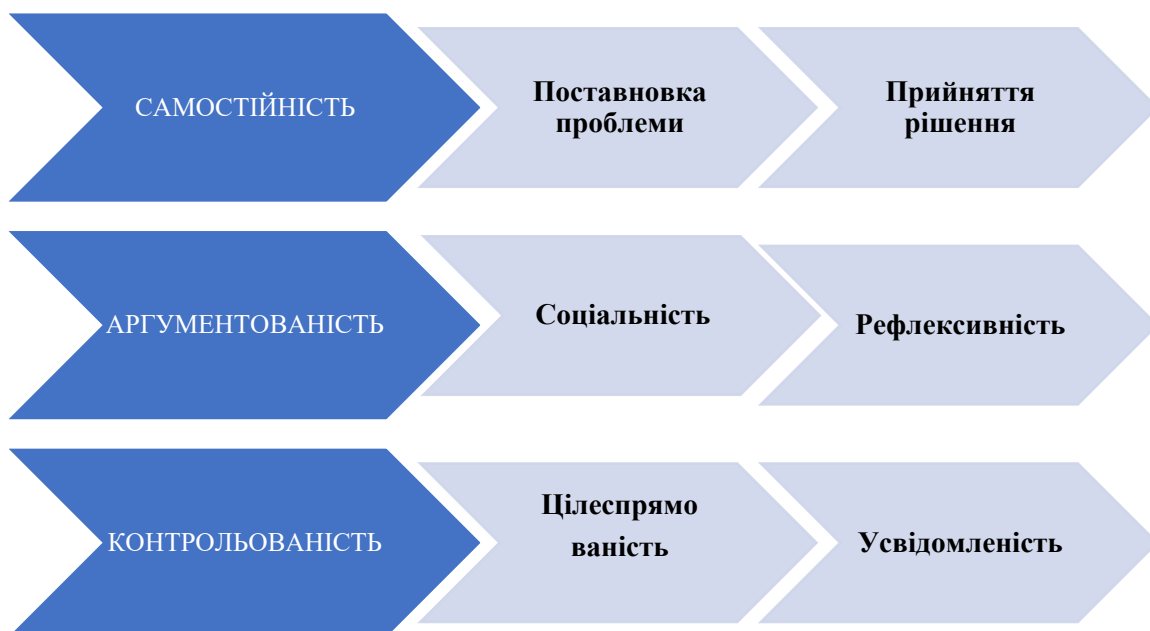 САМОСТІЙНІСТЬ
Поставновка
проблеми
Прийняття
рішення
АРГУМЕНТОВАНІСТЬ
Соціальність
Рефлексивність
КОНТРОЛЬОВАНІСТЬ
Цілеспрямо
ваність
Усвідомленість